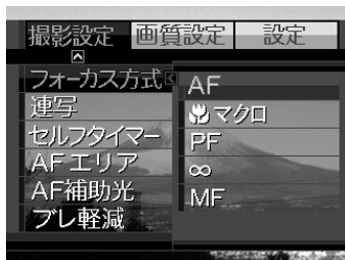 撮影設定 画質設定 設定
フォーカス方式 AF
連写 マクロ
セルフタイマー PF
AFエリア ∞
AF補助光 MF
ブレ軽減